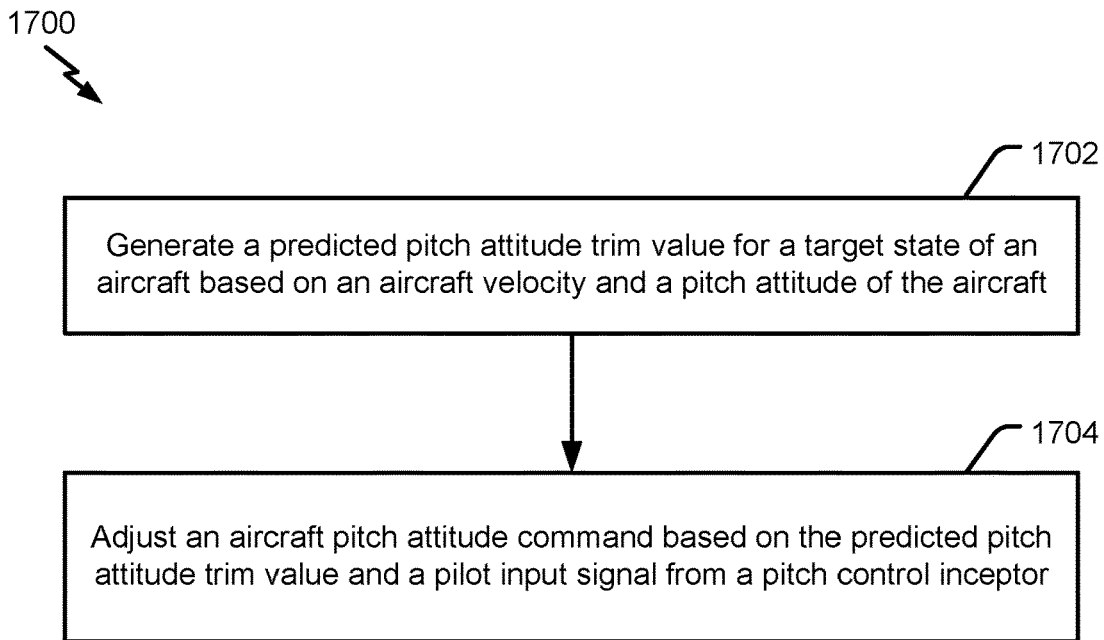 1700
1702
Generate a predicted pitch attitude trim value for a target state of an
aircraft based on an aircraft velocity and a pitch attitude of the aircraft
1704
Adjust an aircraft pitch attitude command based on the predicted pitch
attitude trim value and a pilot input signal from a pitch control inceptor